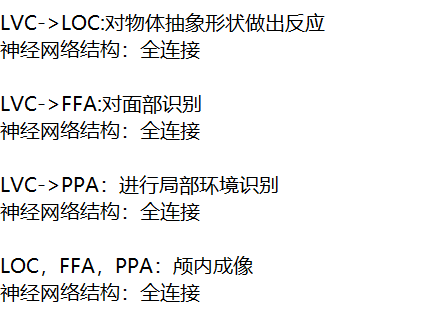 LVC->LOC:对物体抽象形状做出反应
神经网络结构：全连接
LVC->FFA:对面部识别
神经网络结构：全连接
LVC->PPA：进行局部环境识别
神经网络结构：全连接
LOC，FFA，PPA：颅内成像
神经网络结构：全连接